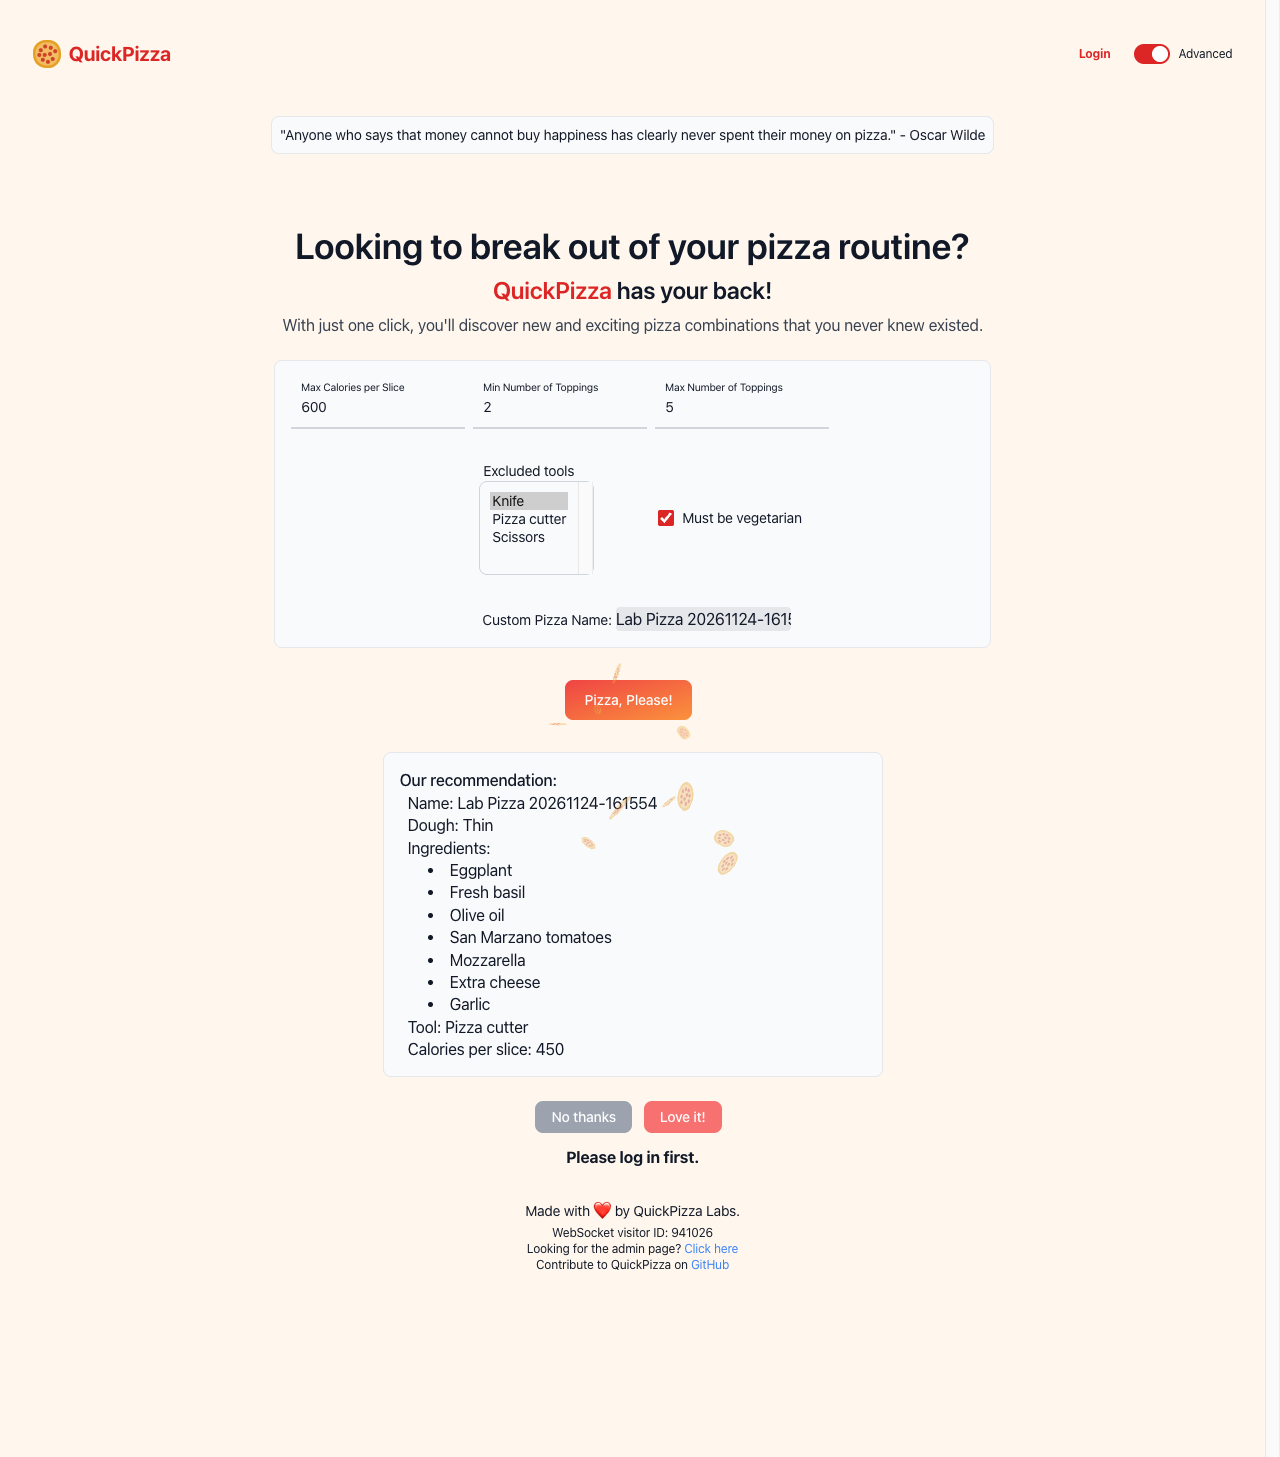 QuickPizza
Login Advanced
"Anyone who says that money cannot buy happiness has clearly never spent their money on pizza." - Oscar Wilde
Looking to break out of your pizza routine?
QuickPizza has your back!
With just one click, you'll discover new and exciting pizza combinations that you never knew existed.
Max Calories per Slice
600
Min Number of Toppings
2
Max Number of Toppings
5
Excluded tools
Knife
Pizza cutter
Scissors
Must be vegetarian
Custom Pizza Name: Lab Pizza 20261124-1615
Pizza, Please!
Our recommendation:
Name: Lab Pizza 20261124-161554
Dough: Thin
Ingredients:
• Eggplant
• Fresh basil
• Olive oil
• San Marzano tomatoes
• Mozzarella
• Extra cheese
• Garlic
Tool: Pizza cutter
Calories per slice: 450
No thanks
Love it!
Please log in first.
Made with ❤️ by QuickPizza Labs.
WebSocket visitor ID: 941026
Looking for the admin page? Click here
Contribute to QuickPizza on GitHub